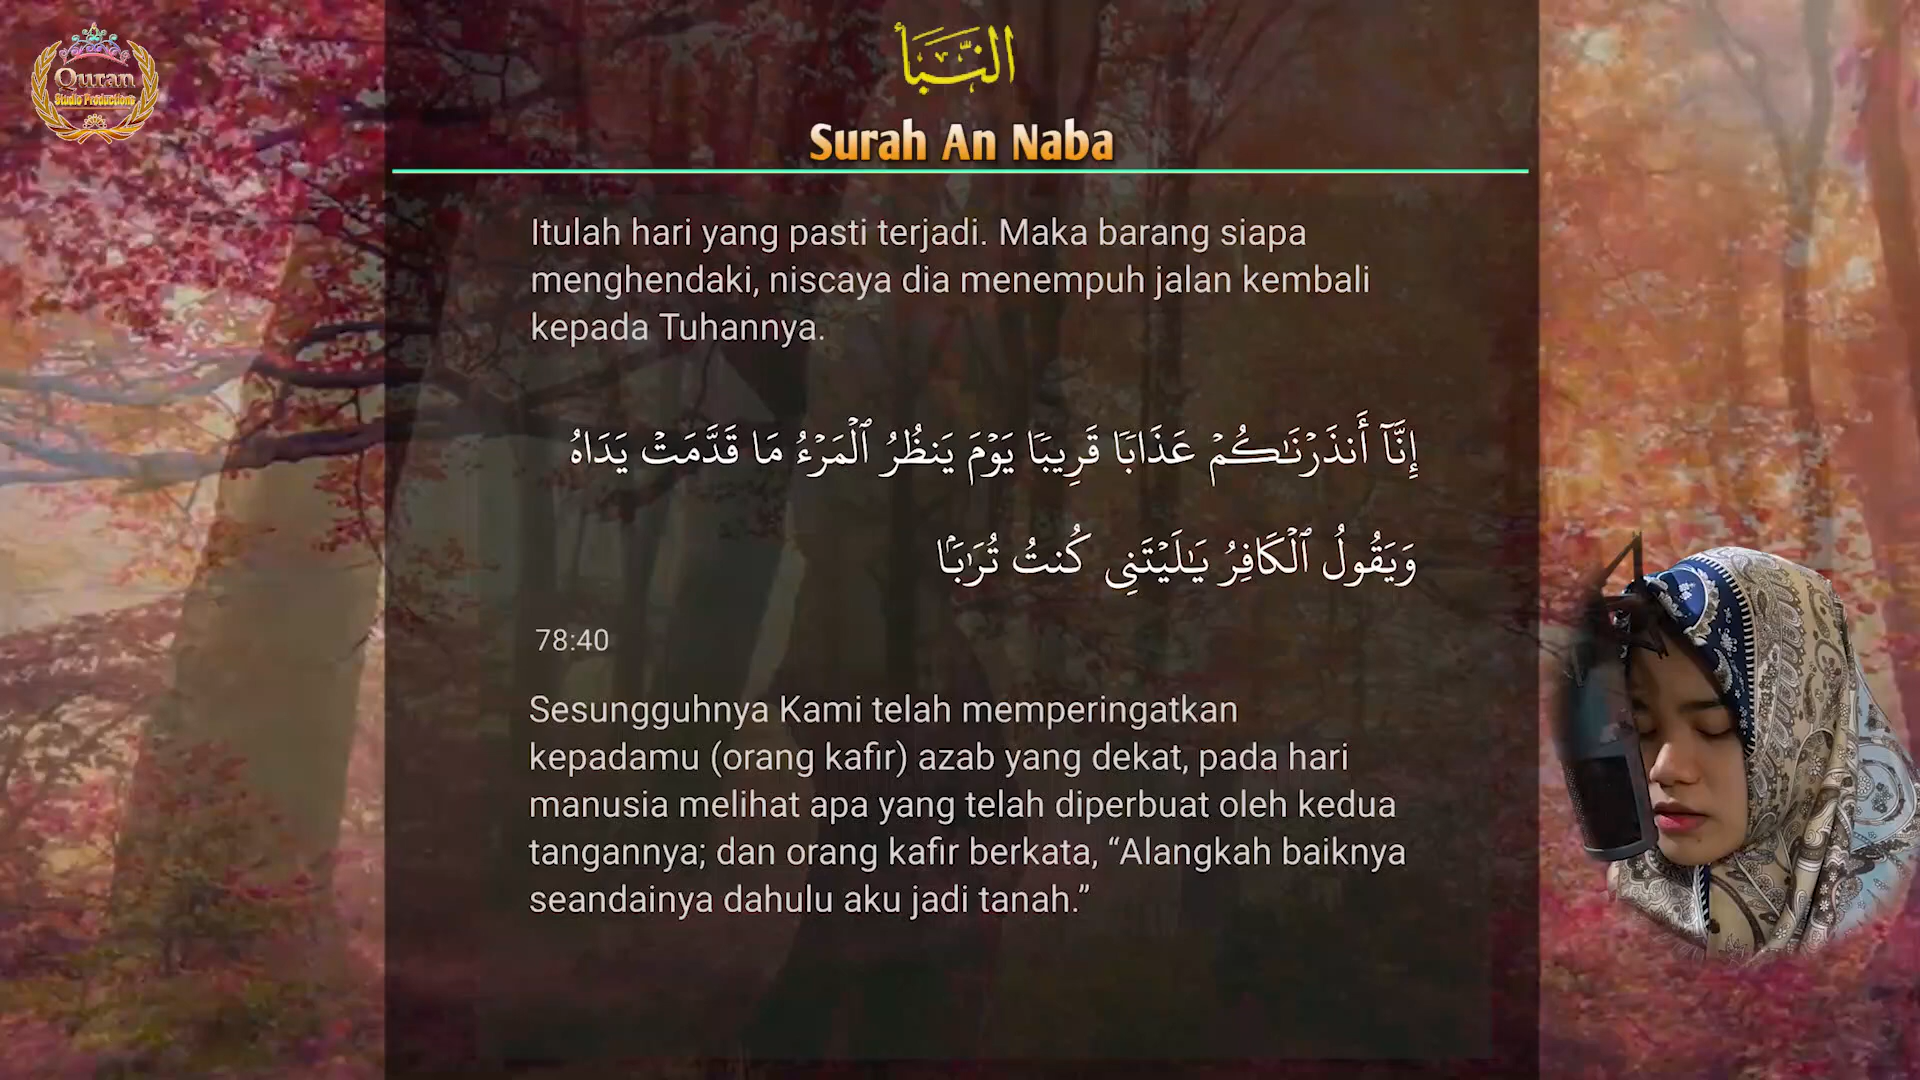 Quran
Studio Productions
النَّبَأ
Surah An Naba
Itulah hari yang pasti terjadi. Maka barang siapa
menghendaki, niscaya dia menempuh jalan kembali
kepada Tuhannya.
إِنَّآ أَنذَرْنَـٰكُمْ عَذَابًا قَرِيبًا يَوْمَ يَنظُرُ ٱلْمَرْءُ مَا قَدَّمَتْ يَدَاهُ
وَيَقُولُ ٱلْكَافِرُ يَـٰلَيْتَنِى كُنتُ تُرَٰبًۢا
78:40
Sesungguhnya Kami telah memperingatkan
kepadamu (orang kafir) azab yang dekat, pada hari
manusia melihat apa yang telah diperbuat oleh kedua
tangannya; dan orang kafir berkata, “Alangkah baiknya
seandainya dahulu aku jadi tanah.”